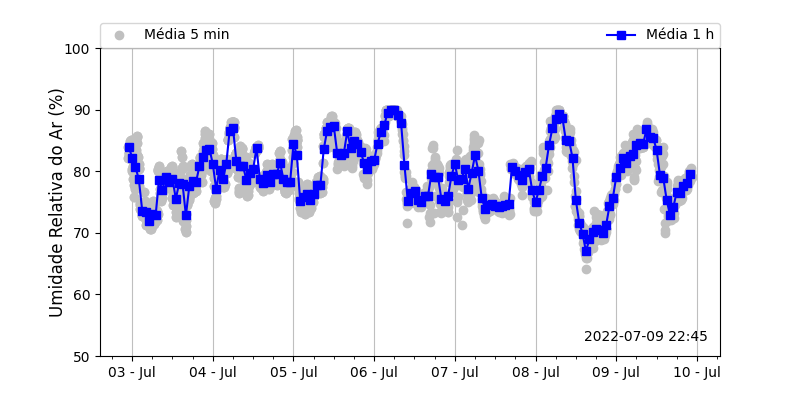 Média 5 min
Média 1 h
100
90
80
70
60
50
Umidade Relativa do Ar (%)
2022-07-09 22:45
03 - Jul
04 - Jul
05 - Jul
06 - Jul
07 - Jul
08 - Jul
09 - Jul
10 - Jul